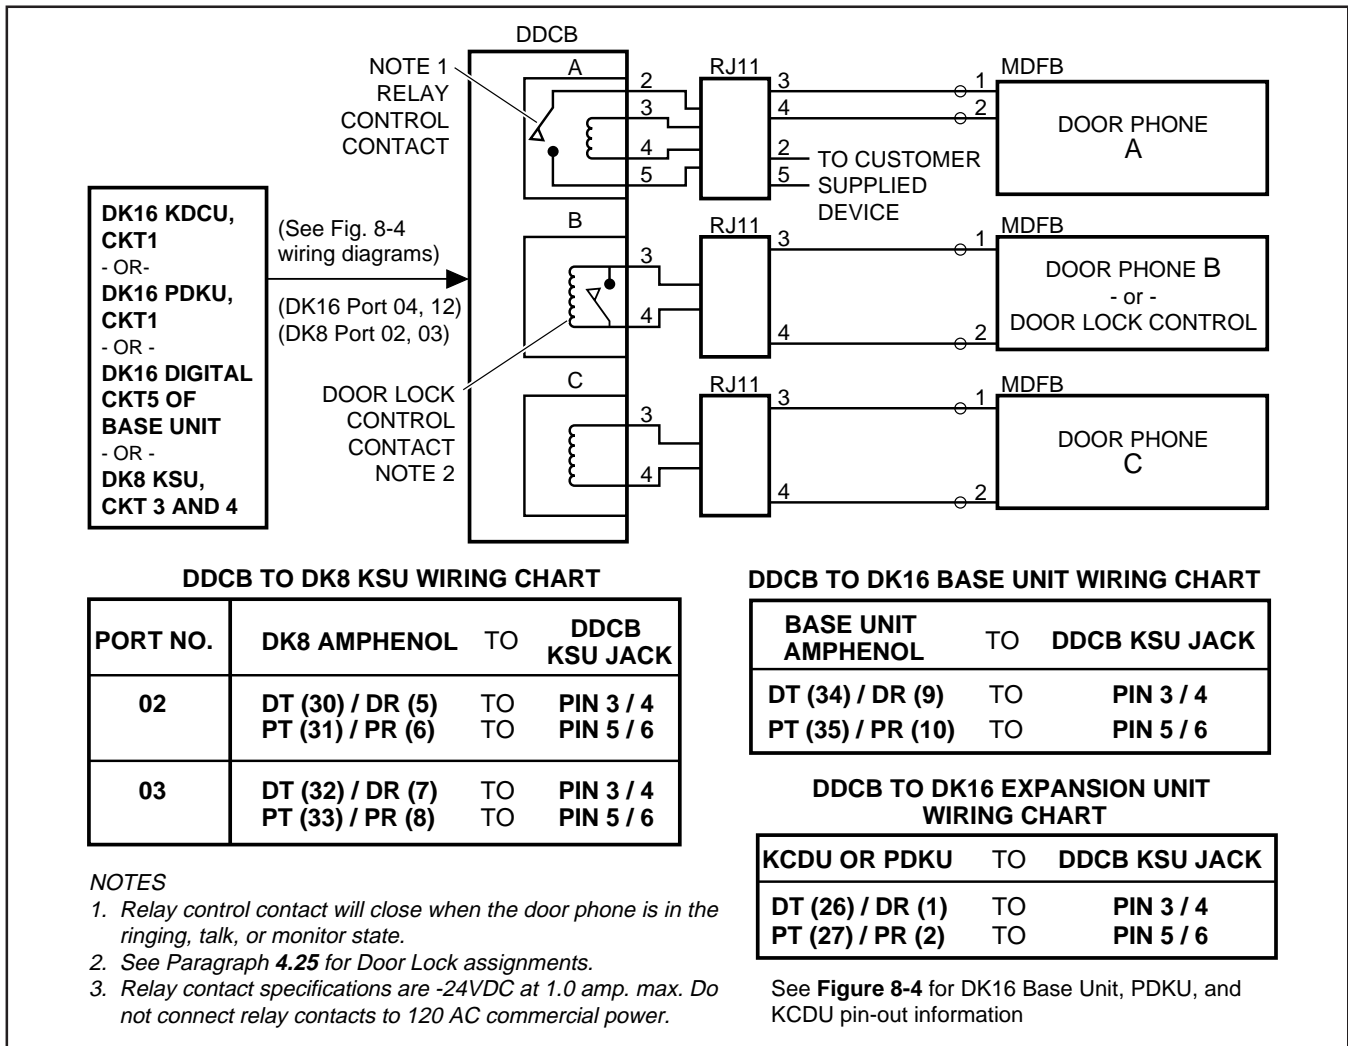 DDCB
NOTE 1
RELAY
CONTROL
CONTACT
A
2
3
4
5
RJ11
3
4
2
5
TO CUSTOMER
SUPPLIED
DEVICE
1
2
MDFB
DOOR PHONE
A
DK16 KDCU,
CKT1
- OR-
DK16 PDKU,
CKT1
- OR -
DK16 DIGITAL
CKT5 OF
BASE UNIT
- OR -
DK8 KSU,
CKT 3 AND 4
(See Fig. 8-4
wiring diagrams)
(DK16 Port 04, 12)
(DK8 Port 02, 03)
B
3
4
RJ11
3
4
1
2
MDFB
DOOR PHONE B
- or -
DOOR LOCK CONTROL
DOOR LOCK
CONTROL
CONTACT
NOTE 2
C
3
4
RJ11
3
4
1
2
MDFB
DOOR PHONE
C
DDCB TO DK8 KSU WIRING CHART
PORT NO. DK8 AMPHENOL TO DDCB KSU JACK
02 DT (30) / DR (5) TO PIN 3 / 4
PT (31) / PR (6) TO PIN 5 / 6
03 DT (32) / DR (7) TO PIN 3 / 4
PT (33) / PR (8) TO PIN 5 / 6
DDCB TO DK16 BASE UNIT WIRING CHART
BASE UNIT AMPHENOL TO DDCB KSU JACK
DT (34) / DR (9) TO PIN 3 / 4
PT (35) / PR (10) TO PIN 5 / 6
DDCB TO DK16 EXPANSION UNIT
WIRING CHART
KCDU OR PDKU TO DDCB KSU JACK
DT (26) / DR (1) TO PIN 3 / 4
PT (27) / PR (2) TO PIN 5 / 6
NOTES
1. Relay control contact will close when the door phone is in the
ringing, talk, or monitor state.
2. See Paragraph 4.25 for Door Lock assignments.
3. Relay contact specifications are -24VDC at 1.0 amp. max. Do
not connect relay contacts to 120 AC commercial power.
See Figure 8-4 for DK16 Base Unit, PDKU, and
KCDU pin-out information